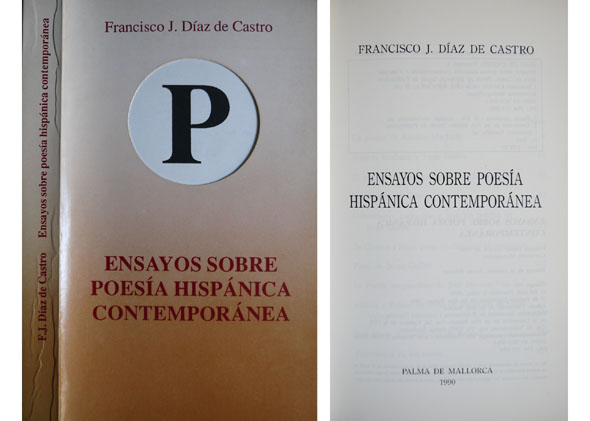 F.J. Díaz de Castro Ensayos sobre poesía hispánica contemporánea
Francisco J. Díaz de Castro
P
ENSAYOS SOBRE
POESÍA HISPÁNICA
CONTEMPORÁNEA
FRANCISCO J. DÍAZ DE CASTRO
ENSAYOS SOBRE POESÍA
HISPÁNICA CONTEMPORÁNEA
PALMA DE MALLORCA
1990